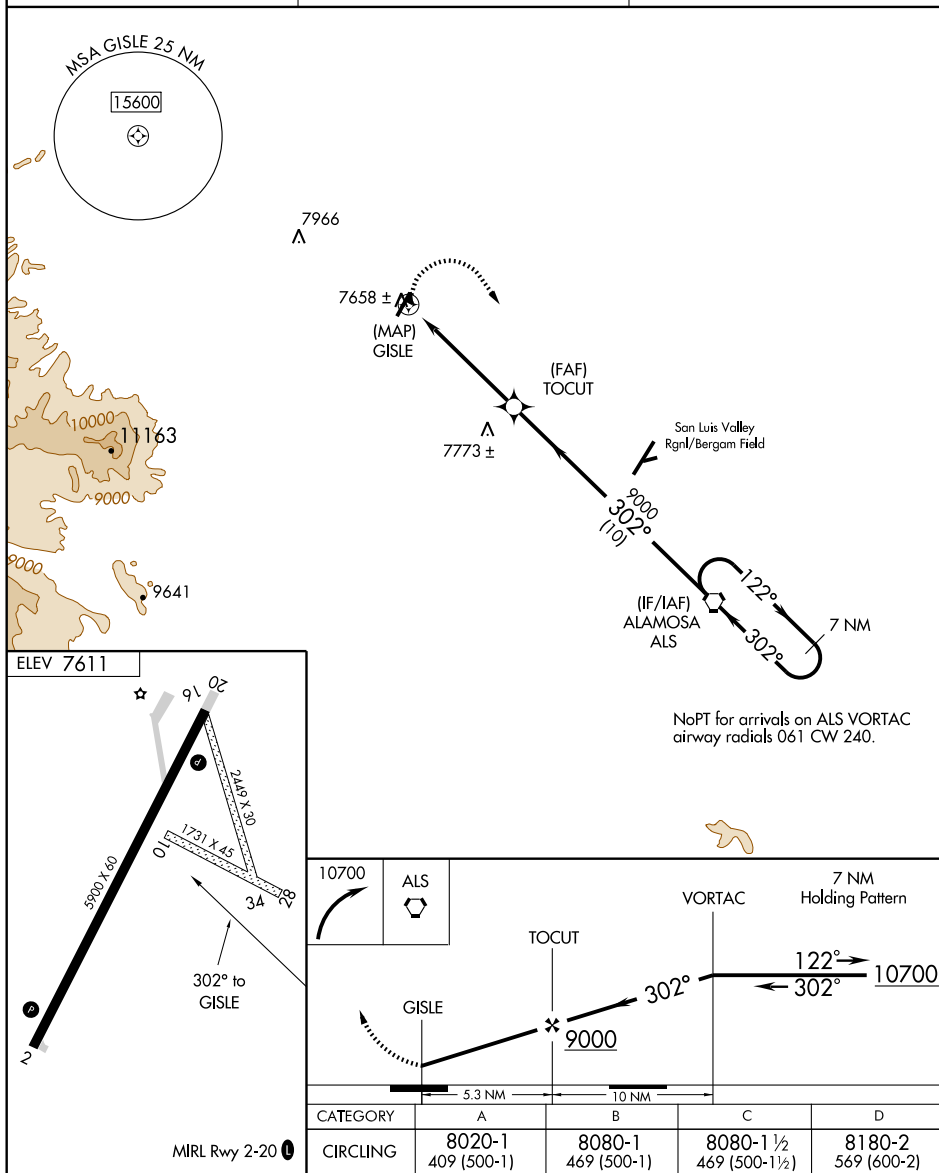 MSA GISLE 25 NM
15600
7966
7658 ±
(MAP)
GISLE
(FAF)
TOCUT
7773 ±
San Luis Valley
Rgnl/Bergam Field
10000
11163
9000
9000
302°
(10)
9000
9641
(IF/IAF)
ALAMOSA
ALS
122°
302°
7 NM
NoPT for arrivals on ALS VORTAC
airway radials 061 CW 240.
ELEV 7611
16
20
2449 X 30
1731 X 45
10
5900 X 60
34
28
302° to
GISLE
2
P
P
MIRL Rwy 2-20 L
10700
ALS
VORTAC
7 NM
Holding Pattern
TOCUT
GISLE
302°
122°
302°
10700
9000
5.3 NM
10 NM
CATEGORY A B C D
CIRCLING 8020-1 8080-1 8080-1½ 8180-2
409 (500-1) 469 (500-1) 469 (500-1½) 569 (600-2)